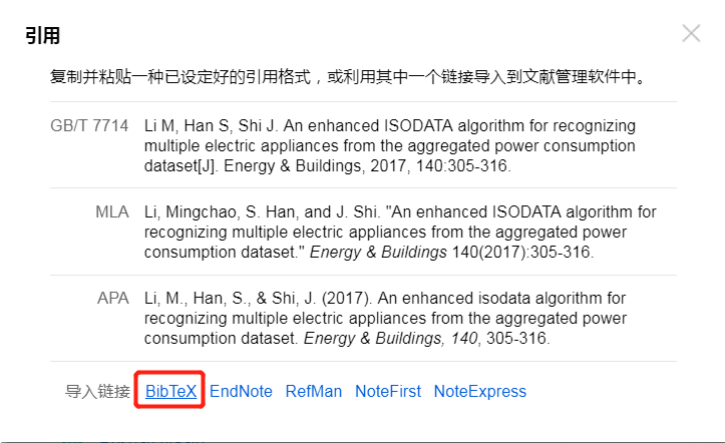 引用
复制并粘贴一种已设定好的引用格式，或利用其中一个链接导入到文献管理软件中。
GB/T 7714 Li M, Han S, Shi J. An enhanced ISODATA algorithm for recognizing
multiple electric appliances from the aggregated power consumption
dataset[J]. Energy & Buildings, 2017, 140:305-316.
MLA Li, Mingchao, S. Han, and J. Shi. "An enhanced ISODATA algorithm for
recognizing multiple electric appliances from the aggregated power
consumption dataset." Energy & Buildings 140(2017):305-316.
APA Li, M., Han, S., & Shi, J. (2017). An enhanced isodata algorithm for
recognizing multiple electric appliances from the aggregated power
consumption dataset. Energy & Buildings, 140, 305-316.
导入链接 BibTeX EndNote RefMan NoteFirst NoteExpress